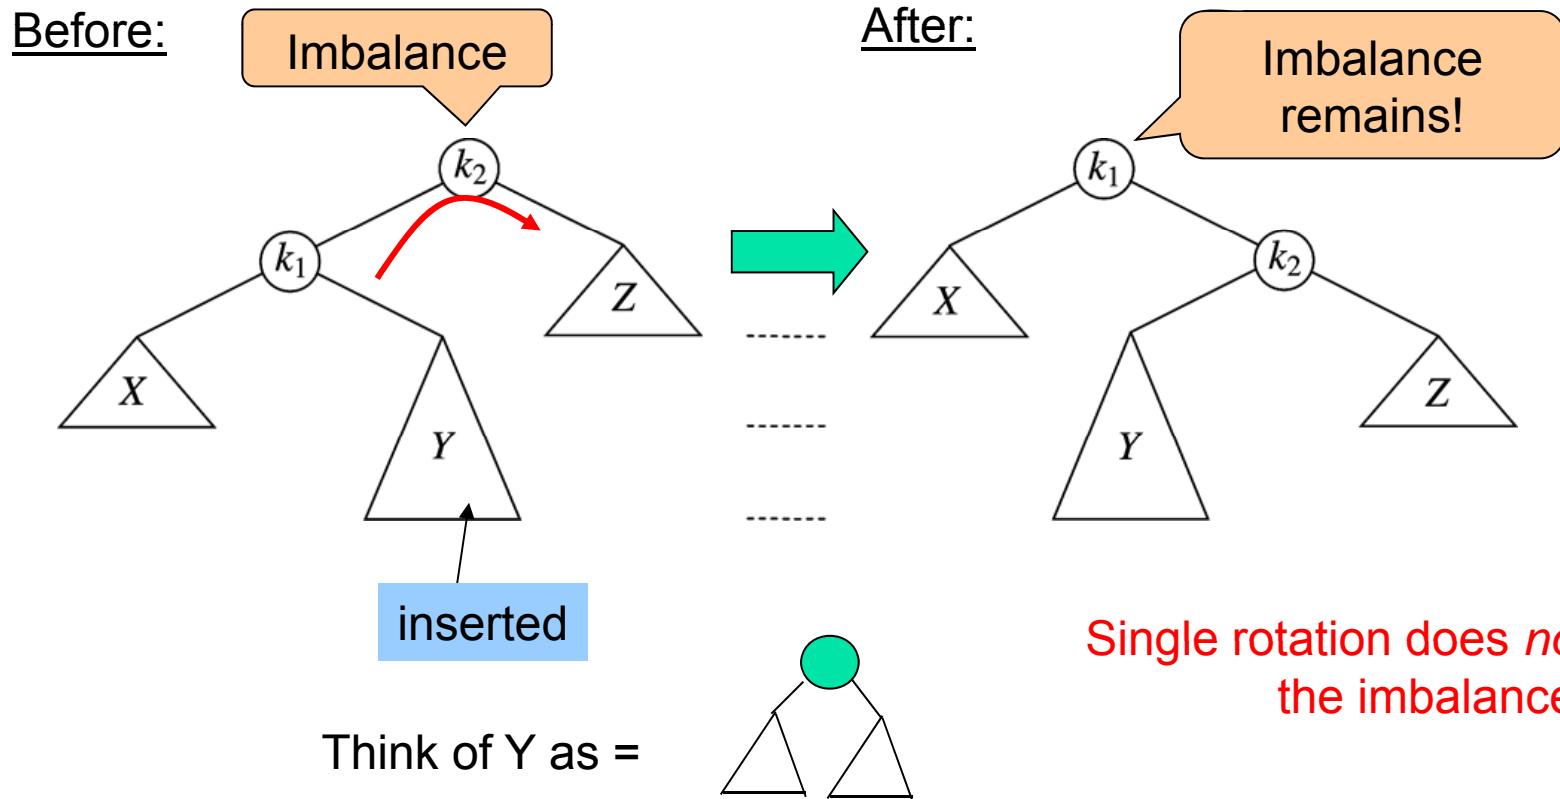 Before:
Imbalance
After:
Imbalance
remains!
k2
k1
X
Y
Z
k1
X
k2
Y
Z
inserted
Single rotation does
the imbalance
Think of Y as =